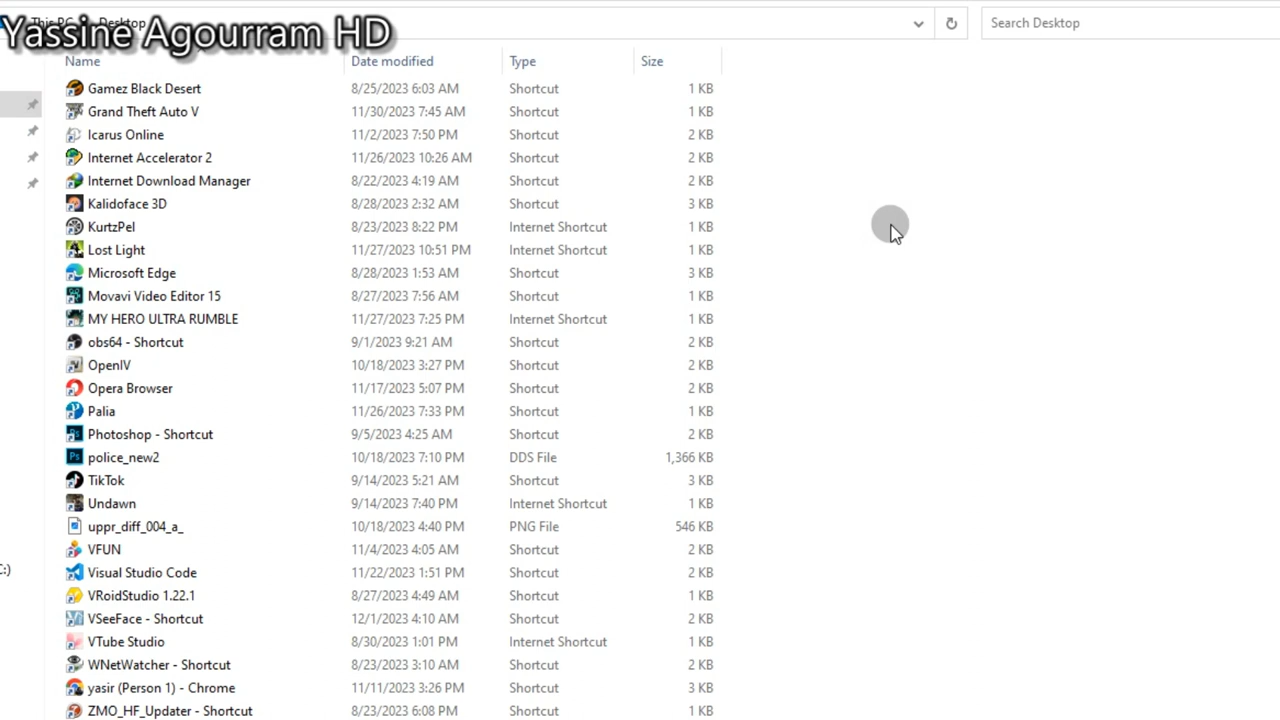 This PC Desktop
Yassine Agourram HD
Search Desktop
Name Date modified Type Size
Gamez Black Desert 8/25/2023 6:03 AM Shortcut 1 KB
Grand Theft Auto V 11/30/2023 7:45 AM Shortcut 1 KB
Icarus Online 11/2/2023 7:50 PM Shortcut 2 KB
Internet Accelerator 2 11/26/2023 10:26 AM Shortcut 2 KB
Internet Download Manager 8/22/2023 4:19 AM Shortcut 2 KB
Kalidoface 3D 8/28/2023 2:32 AM Shortcut 3 KB
KurtzPel 8/23/2023 8:22 PM Internet Shortcut 1 KB
Lost Light 11/27/2023 10:51 PM Internet Shortcut 1 KB
Microsoft Edge 8/28/2023 1:53 AM Shortcut 3 KB
Movavi Video Editor 15 8/27/2023 7:56 AM Shortcut 1 KB
MY HERO ULTRA RUMBLE 11/27/2023 7:25 PM Internet Shortcut 1 KB
obs64 - Shortcut 9/1/2023 9:21 AM Shortcut 2 KB
OpenIV 10/18/2023 3:27 PM Shortcut 2 KB
Opera Browser 11/17/2023 5:07 PM Shortcut 2 KB
Palia 11/26/2023 7:33 PM Shortcut 1 KB
Photoshop - Shortcut 9/5/2023 4:25 AM Shortcut 2 KB
police_new2 10/18/2023 7:10 PM DDS File 1,366 KB
TikTok 9/14/2023 5:21 AM Shortcut 3 KB
Undawn 9/14/2023 7:40 PM Internet Shortcut 1 KB
uppr_diff_004_a_ 10/18/2023 4:40 PM PNG File 546 KB
VFUN 11/4/2023 4:05 AM Shortcut 2 KB
C:)
Visual Studio Code 11/22/2023 1:51 PM Shortcut 2 KB
VRoidStudio 1.22.1 8/27/2023 4:49 AM Shortcut 1 KB
VSeeFace - Shortcut 12/1/2023 4:10 AM Shortcut 2 KB
VTube Studio 8/30/2023 1:01 PM Internet Shortcut 1 KB
WNetWatcher - Shortcut 8/23/2023 3:10 AM Shortcut 2 KB
yasir (Person 1) - Chrome 11/11/2023 3:26 PM Shortcut 3 KB
ZMO_HF_Updater - Shortcut 8/23/2023 6:08 PM Shortcut 1 KB